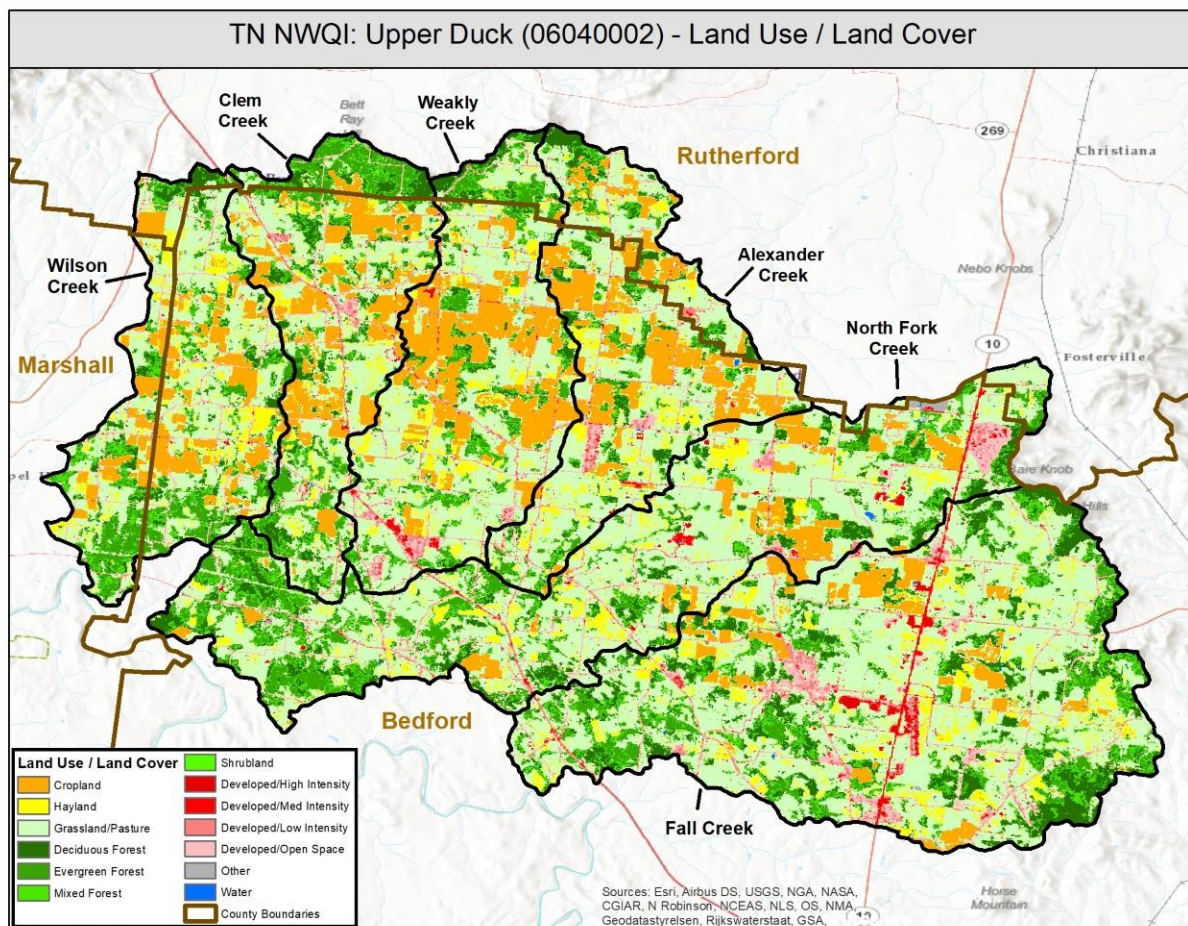 TN NWQI: Upper Duck (06040002) - Land Use / Land Cover
Clem
Creek
Bett
Ray
Weakly
Creek
269
Christiana
Rutherford
Wilson
Creek
Alexander
Creek
Nebo Knobs
Marshall
North Fork
Creek
10
Fosterville
Bare Knob
Hills
Bedford
Fall Creek
Land Use / Land Cover
Cropland
Hayland
Grassland/Pasture
Deciduous Forest
Evergreen Forest
Mixed Forest
Shrubland
Developed/High Intensity
Developed/Med Intensity
Developed/Low Intensity
Developed/Open Space
Other
Water
County Boundaries
Sources: Esri, Airbus DS, USGS, NGA, NASA,
CGIAR, N Robinson, NCEAS, NLS, OS, NMA,
Geodatastyrelsen, Rijkswaterstaat, GSA,
Horse
Mountain